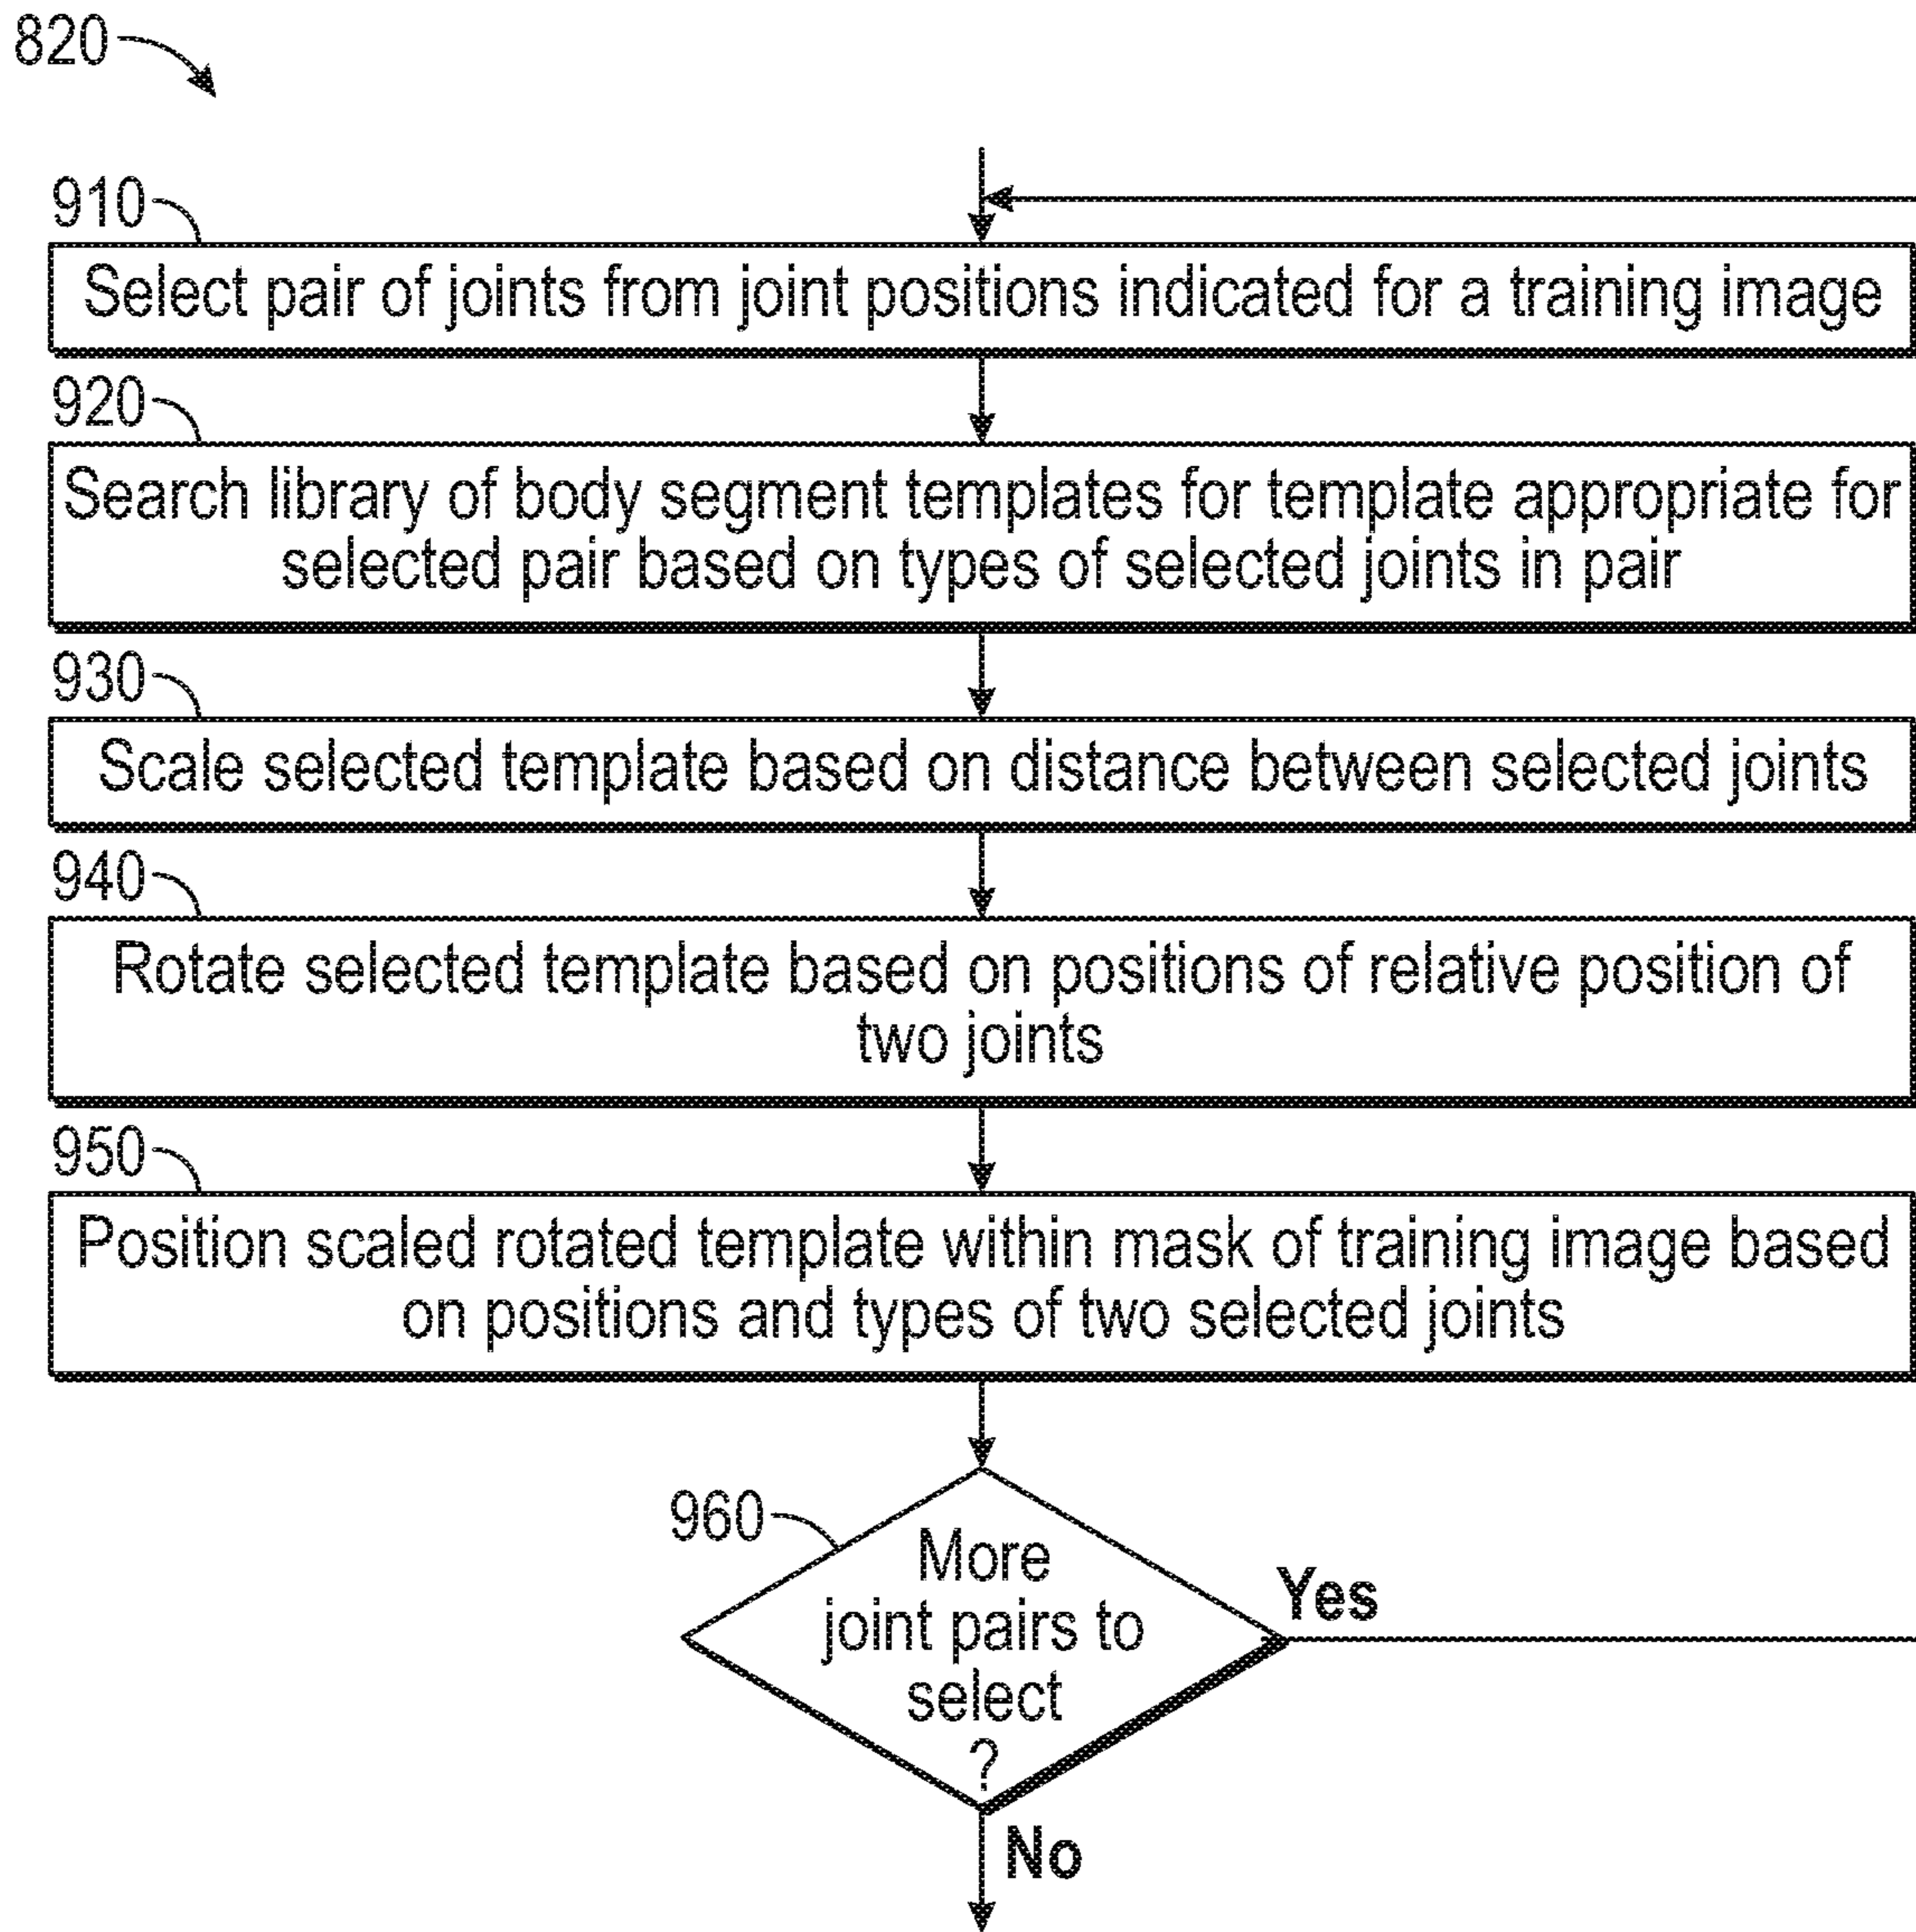 820
910
Select pair of joints from joint positions indicated for a training image
920
Search library of body segment templates for template appropriate for
selected pair based on types of selected joints in pair
930
Scale selected template based on distance between selected joints
940
Rotate selected template based on positions of relative position of
two joints
950
Position scaled rotated template within mask of training image based
on positions and types of two selected joints
960
More
joint pairs to
select
?
Yes
No